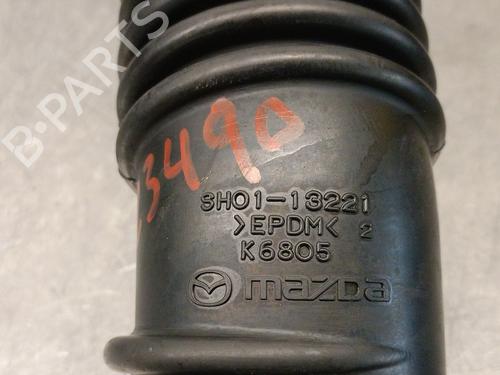 B-PARTS
3490
SH01-13221
>EPDM< 2
K6805
mazda